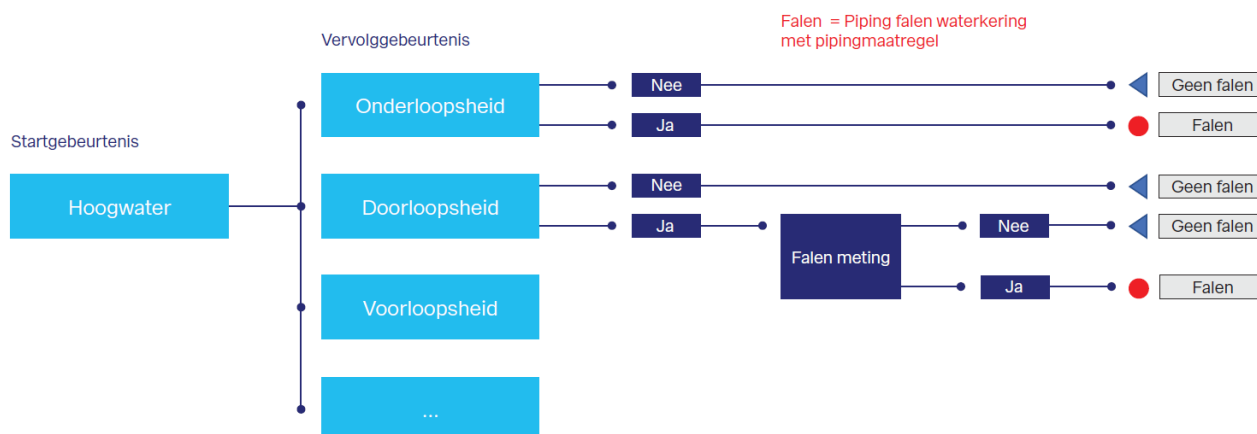 Falen = Piping falen waterkering
met pipingmaatregel
Vervolggebeurtenis
Onderloopsheid
Nee
Geen falen
Ja
Falen
Startgebeurtenis
Hoogwater
Doorloopsheid
Nee
Geen falen
Ja
Falen meting
Nee
Geen falen
Ja
Falen
Voorloopsheid
...